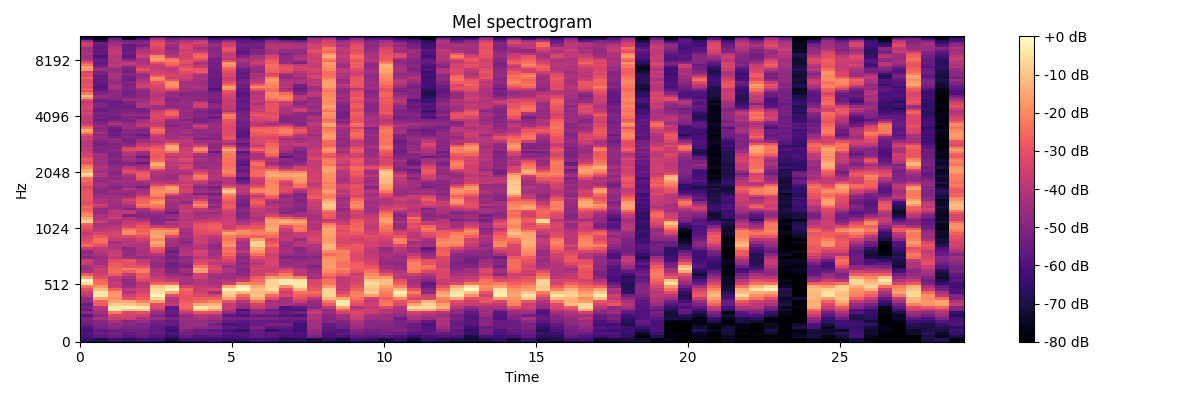 Mel spectrogram
8192
4096
2048
1024
512
0
Hz
0 5 10 15 20 25
Time
+0 dB
-10 dB
-20 dB
-30 dB
-40 dB
-50 dB
-60 dB
-70 dB
-80 dB